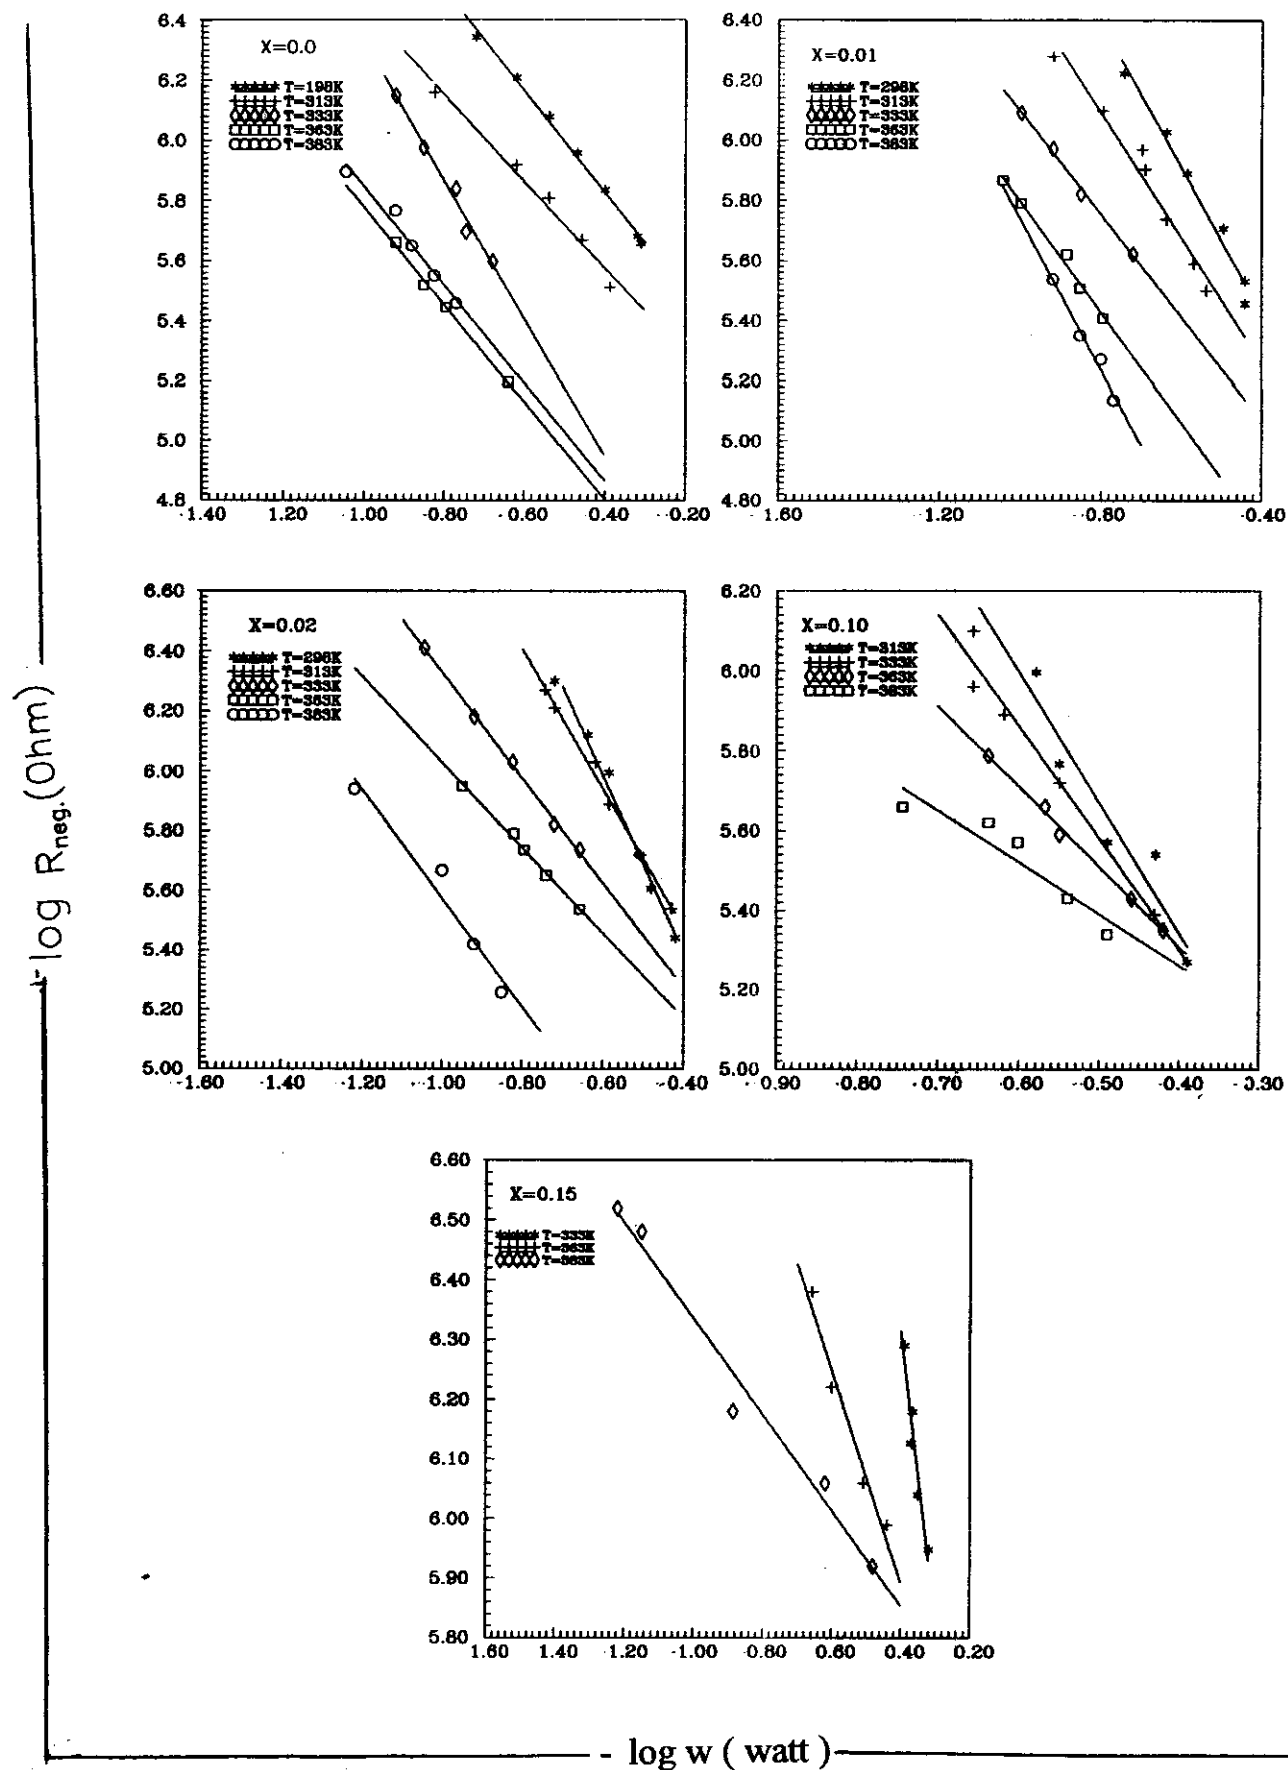 X=0.0
✶✶✶✶✶ T=198K
+++++ T=313K
◇◇◇◇◇ T=333K
□□□□□ T=363K
○○○○○ T=383K
6.4
6.2
6.0
5.8
5.6
5.4
5.2
5.0
4.8
-1.40 1.20 -1.00 -0.80 -0.60 -0.40 -0.20
X=0.01
✶✶✶✶✶ T=298K
+++++ T=313K
◇◇◇◇◇ T=333K
□□□□□ T=363K
○○○○○ T=383K
6.40
6.20
6.00
5.80
5.60
5.40
5.20
5.00
4.80
-1.60 -1.20 -0.80 -0.40
X=0.02
✶✶✶✶✶ T=298K
+++++ T=313K
◇◇◇◇◇ T=333K
□□□□□ T=363K
○○○○○ T=383K
6.60
6.40
6.20
6.00
5.80
5.60
5.40
5.20
5.00
-1.60 -1.40 -1.20 -1.00 -0.80 -0.60 -0.40
X=0.10
✶✶✶✶✶ T=313K
+++++ T=333K
◇◇◇◇◇ T=363K
□□□□ T=383K
6.20
6.00
5.80
5.60
5.40
5.20
5.00
-0.90 -0.80 -0.70 -0.60 -0.50 -0.40 -0.30
X=0.15
✶✶✶✶✶ T=333K
+++++ T=363K
◇◇◇◇◇
6.60
6.50
6.40
6.30
6.20
6.10
6.00
5.90
5.80
1.60 1.40 1.20 -1.00 -0.80 0.60 0.40 0.20
log Rneg.(Ohm)
- log w ( watt )